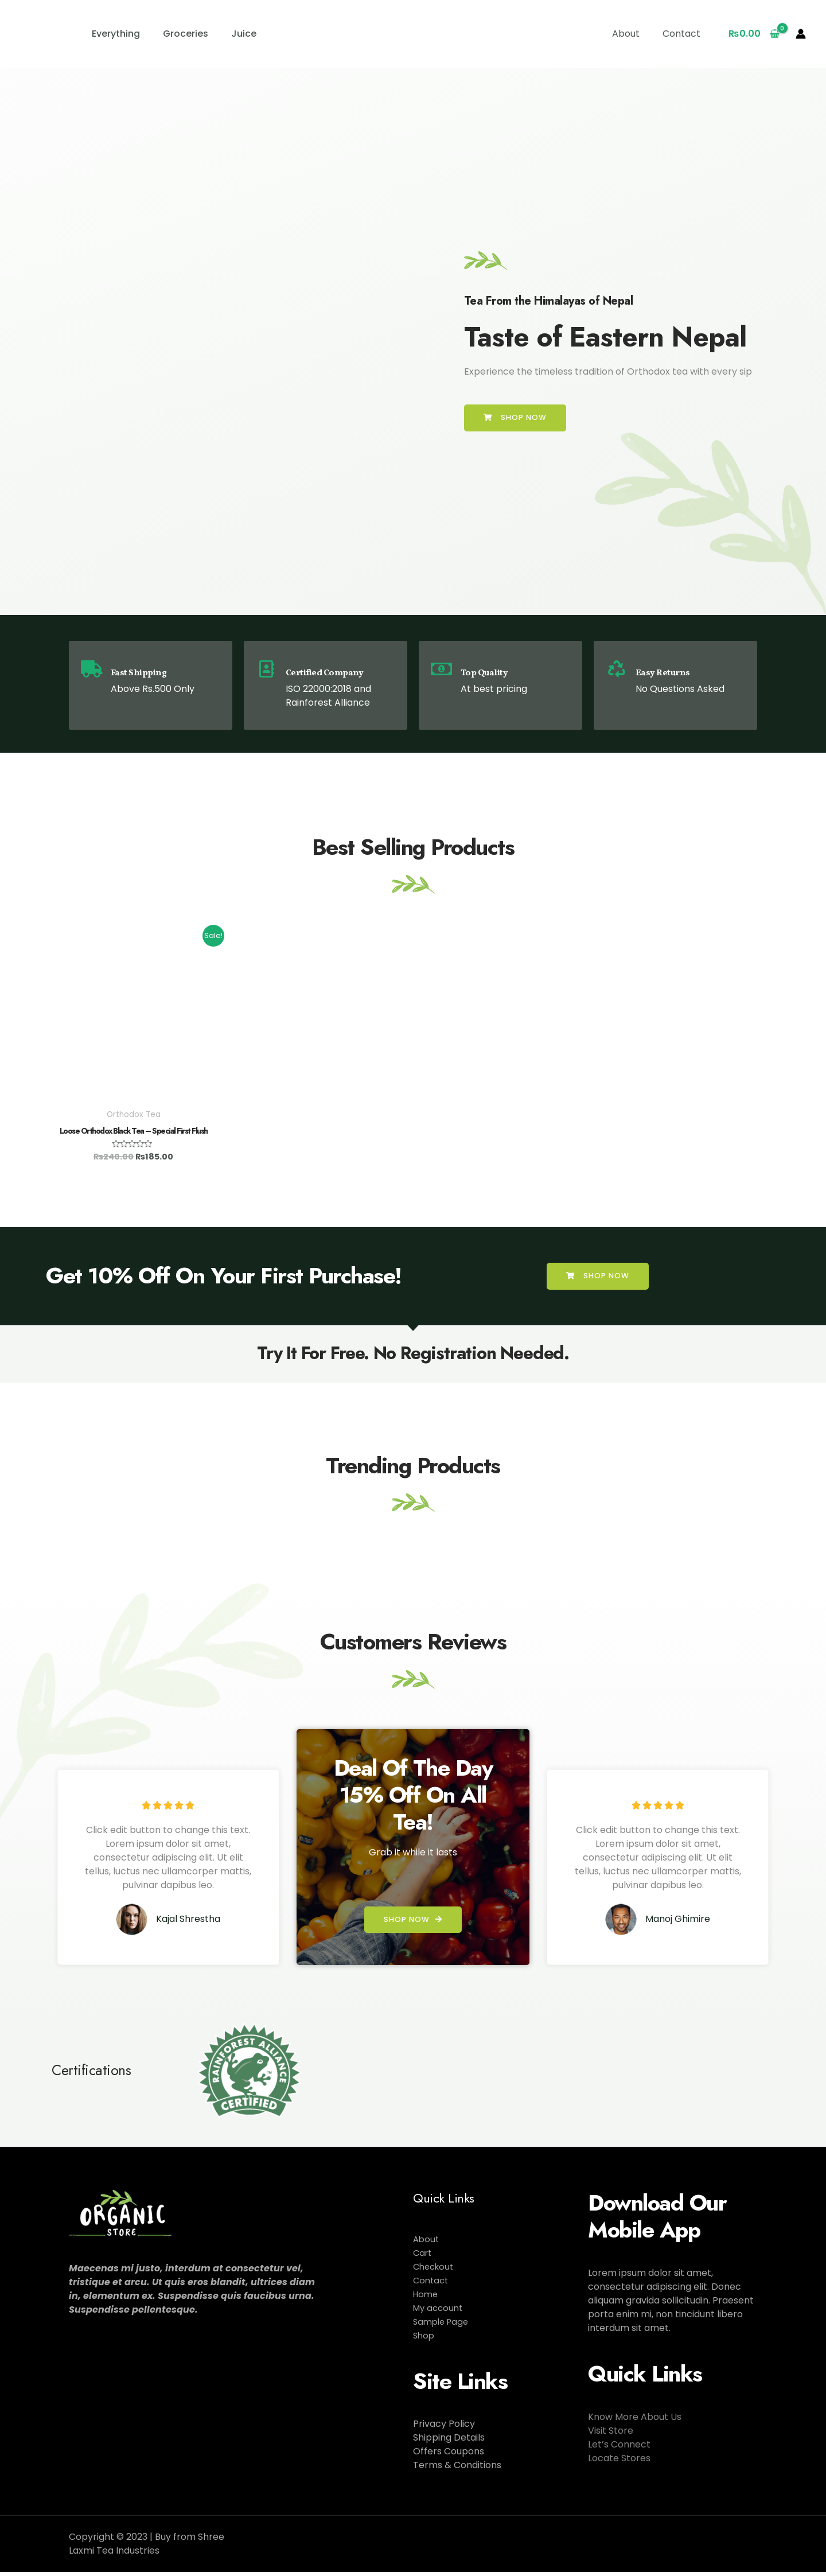 Everything Groceries Juice About Contact ₨0.00 0
Tea From the Himalayas of Nepal
Taste of Eastern Nepal
Experience the timeless tradition of Orthodox tea with every sip
SHOP NOW
Fast Shipping
Above Rs.500 Only
Certified Company
ISO 22000:2018 and
Rainforest Alliance
Top Quality
At best pricing
Easy Returns
No Questions Asked
Best Selling Products
Sale!
Orthodox Tea
Loose Orthodox Black Tea – Special First Flush
₨240.00 ₨185.00
Get 10% Off On Your First Purchase!
SHOP NOW
Try It For Free. No Registration Needed.
Trending Products
Customers Reviews
Click edit button to change this text.
Lorem ipsum dolor sit amet,
consectetur adipiscing elit. Ut elit
tellus, luctus nec ullamcorper mattis,
pulvinar dapibus leo.
Kajal Shrestha
Deal Of The Day
15% Off On All
Tea!
Grab it while it lasts
SHOP NOW
Click edit button to change this text.
Lorem ipsum dolor sit amet,
consectetur adipiscing elit. Ut elit
tellus, luctus nec ullamcorper mattis,
pulvinar dapibus leo.
Manoj Ghimire
Certifications
RAINFOREST ALLIANCE
CERTIFIED
ORGANIC
STORE
Maecenas mi justo, interdum at consectetur vel,
tristique et arcu. Ut quis eros blandit, ultrices diam
in, elementum ex. Suspendisse quis faucibus urna.
Suspendisse pellentesque.
Quick Links
About
Cart
Checkout
Contact
Home
My account
Sample Page
Shop
Site Links
Privacy Policy
Shipping Details
Offers Coupons
Terms & Conditions
Download Our
Mobile App
Lorem ipsum dolor sit amet,
consectetur adipiscing elit. Donec
aliquam gravida sollicitudin. Praesent
porta enim mi, non tincidunt libero
interdum sit amet.
Quick Links
Know More About Us
Visit Store
Let’s Connect
Locate Stores
Copyright © 2023 | Buy from Shree
Laxmi Tea Industries